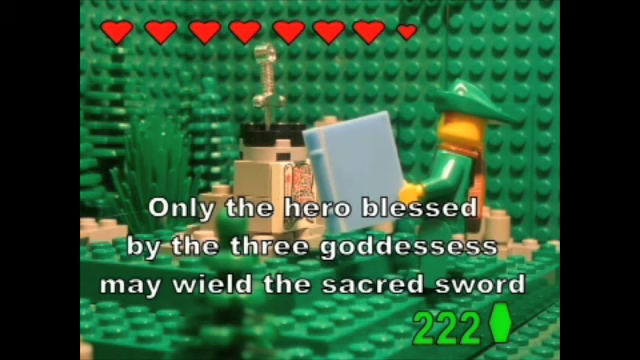 Only the hero blessed
by the three goddessess
may wield the sacred sword
222